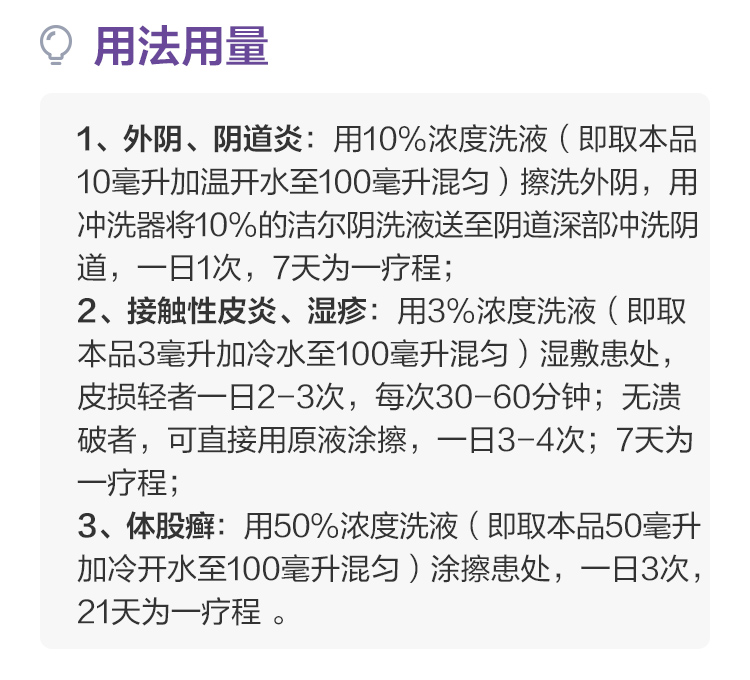 用法用量
1、外阴、阴道炎：用10%浓度洗液（即取本品
10毫升加温开水至100毫升混匀）擦洗外阴，用
冲洗器将10%的洁尔阴洗液送至阴道深部冲洗阴
道，一日1次，7天为一疗程；
2、接触性皮炎、湿疹：用3%浓度洗液（即取
本品3毫升加冷水至100毫升混匀）湿敷患处，
皮损轻者一日2-3次，每次30-60分钟；无溃
破者，可直接用原液涂擦，一日3-4次；7天为
一疗程；
3、体股癣：用50%浓度洗液（即取本品50毫升
加冷开水至100毫升混匀）涂擦患处，一日3次，
21天为一疗程 。